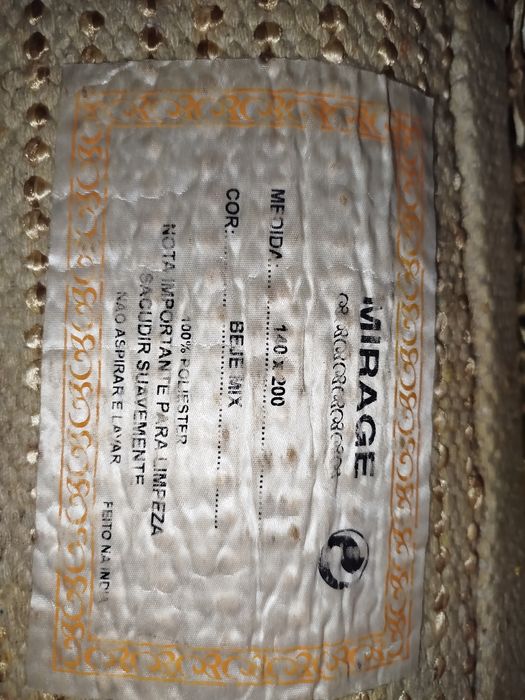 MIRAGE
MEDIDA:..... 140 X 200
COR:.......... BEJE MIX
100% POLIESTER
NOTA IMPORTANTE PARA LIMPEZA
SACUDIR SUAVEMENTE
NAO ASPIRAR E LAVAR
FEITO NA INDIA